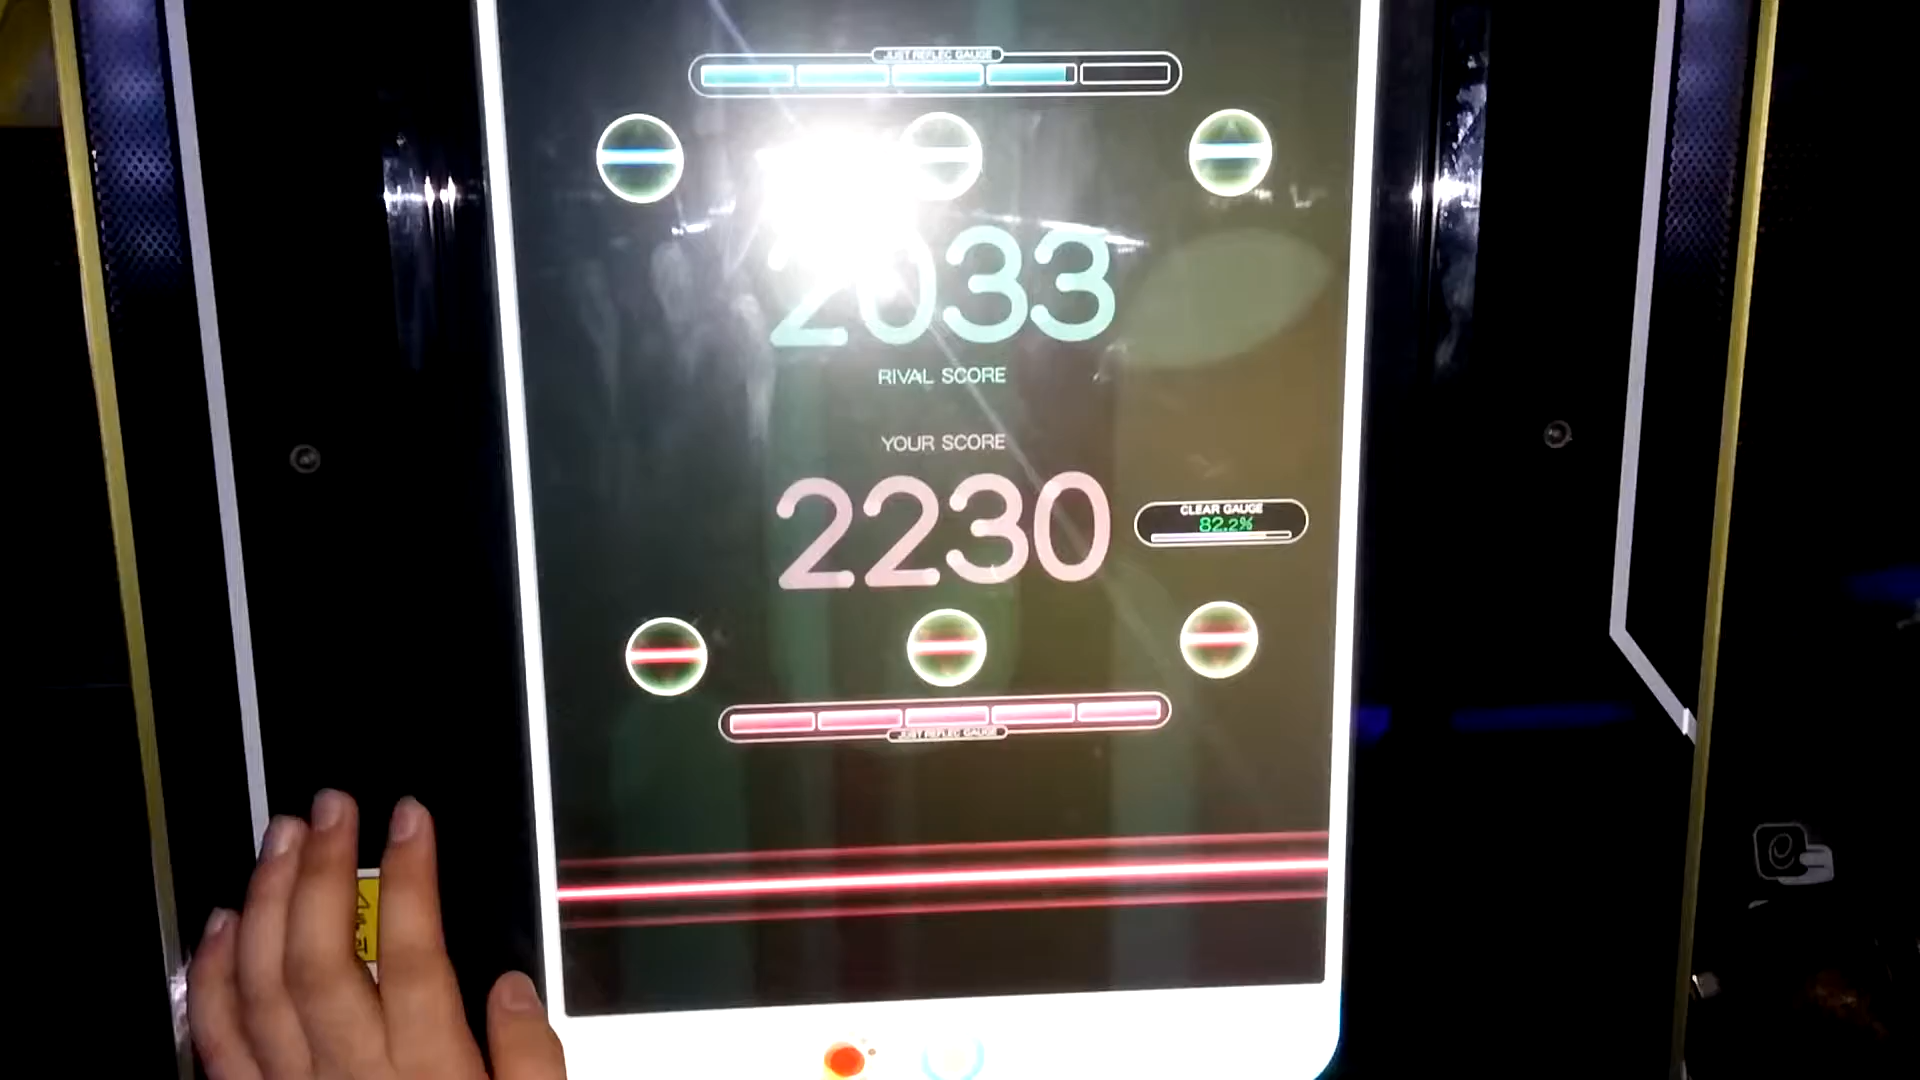 JUST REFLEC GAUGE
2033
RIVAL SCORE
YOUR SCORE
2230
CLEAR GAUGE
82.2%
JUST REFLEC GAUGE